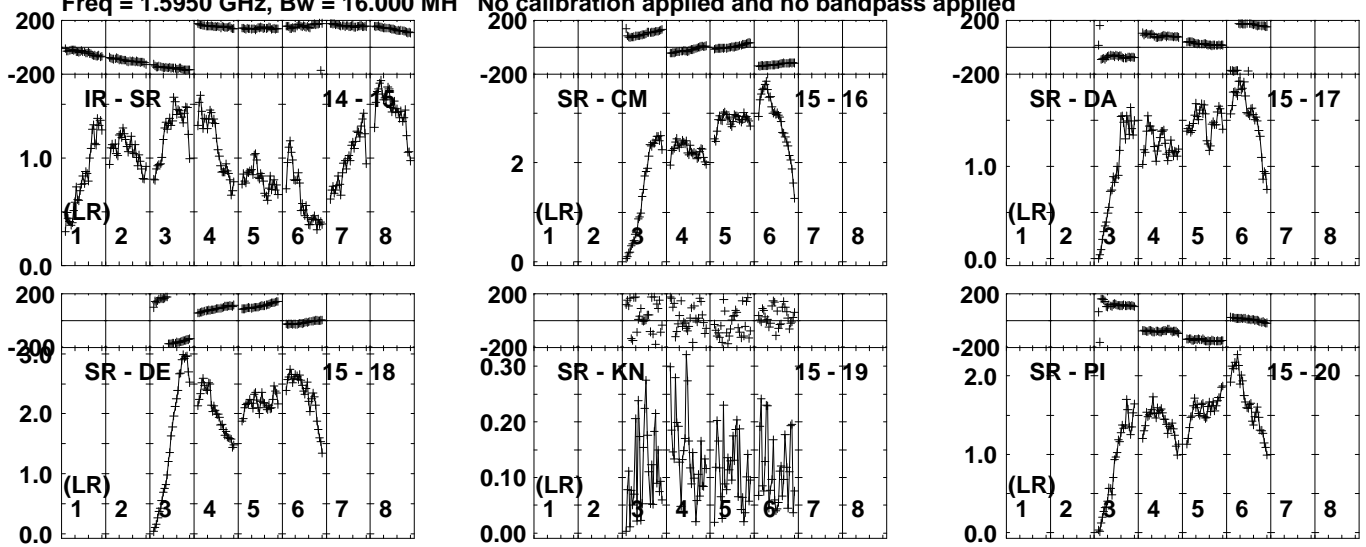 Freq = 1.5950 GHz, Bw = 16.000 MH No calibration applied and no bandpass applied
200 200 200
-200 -200 -200
IR - SR 14 - 15 SR - CM 15 - 16 SR - DA 15 - 17
1.0 2 1.0
(LR) (LR) (LR)
1 2 3 4 5 6 7 8 1 2 3 4 5 6 7 8 1 2 3 4 5 6 7 8
0.0 0 0.0
200 200 200
-200 -200 -200
3.0 0.30 2.0
SR - DE 15 - 18 SR - KN 15 - 19 SR - PI 15 - 20
2.0 0.20
1.0 0.10 1.0
(LR) (LR) (LR)
1 2 3 4 5 6 7 8 1 2 3 4 5 6 7 8 1 2 3 4 5 6 7 8
0.0 0.00 0.0